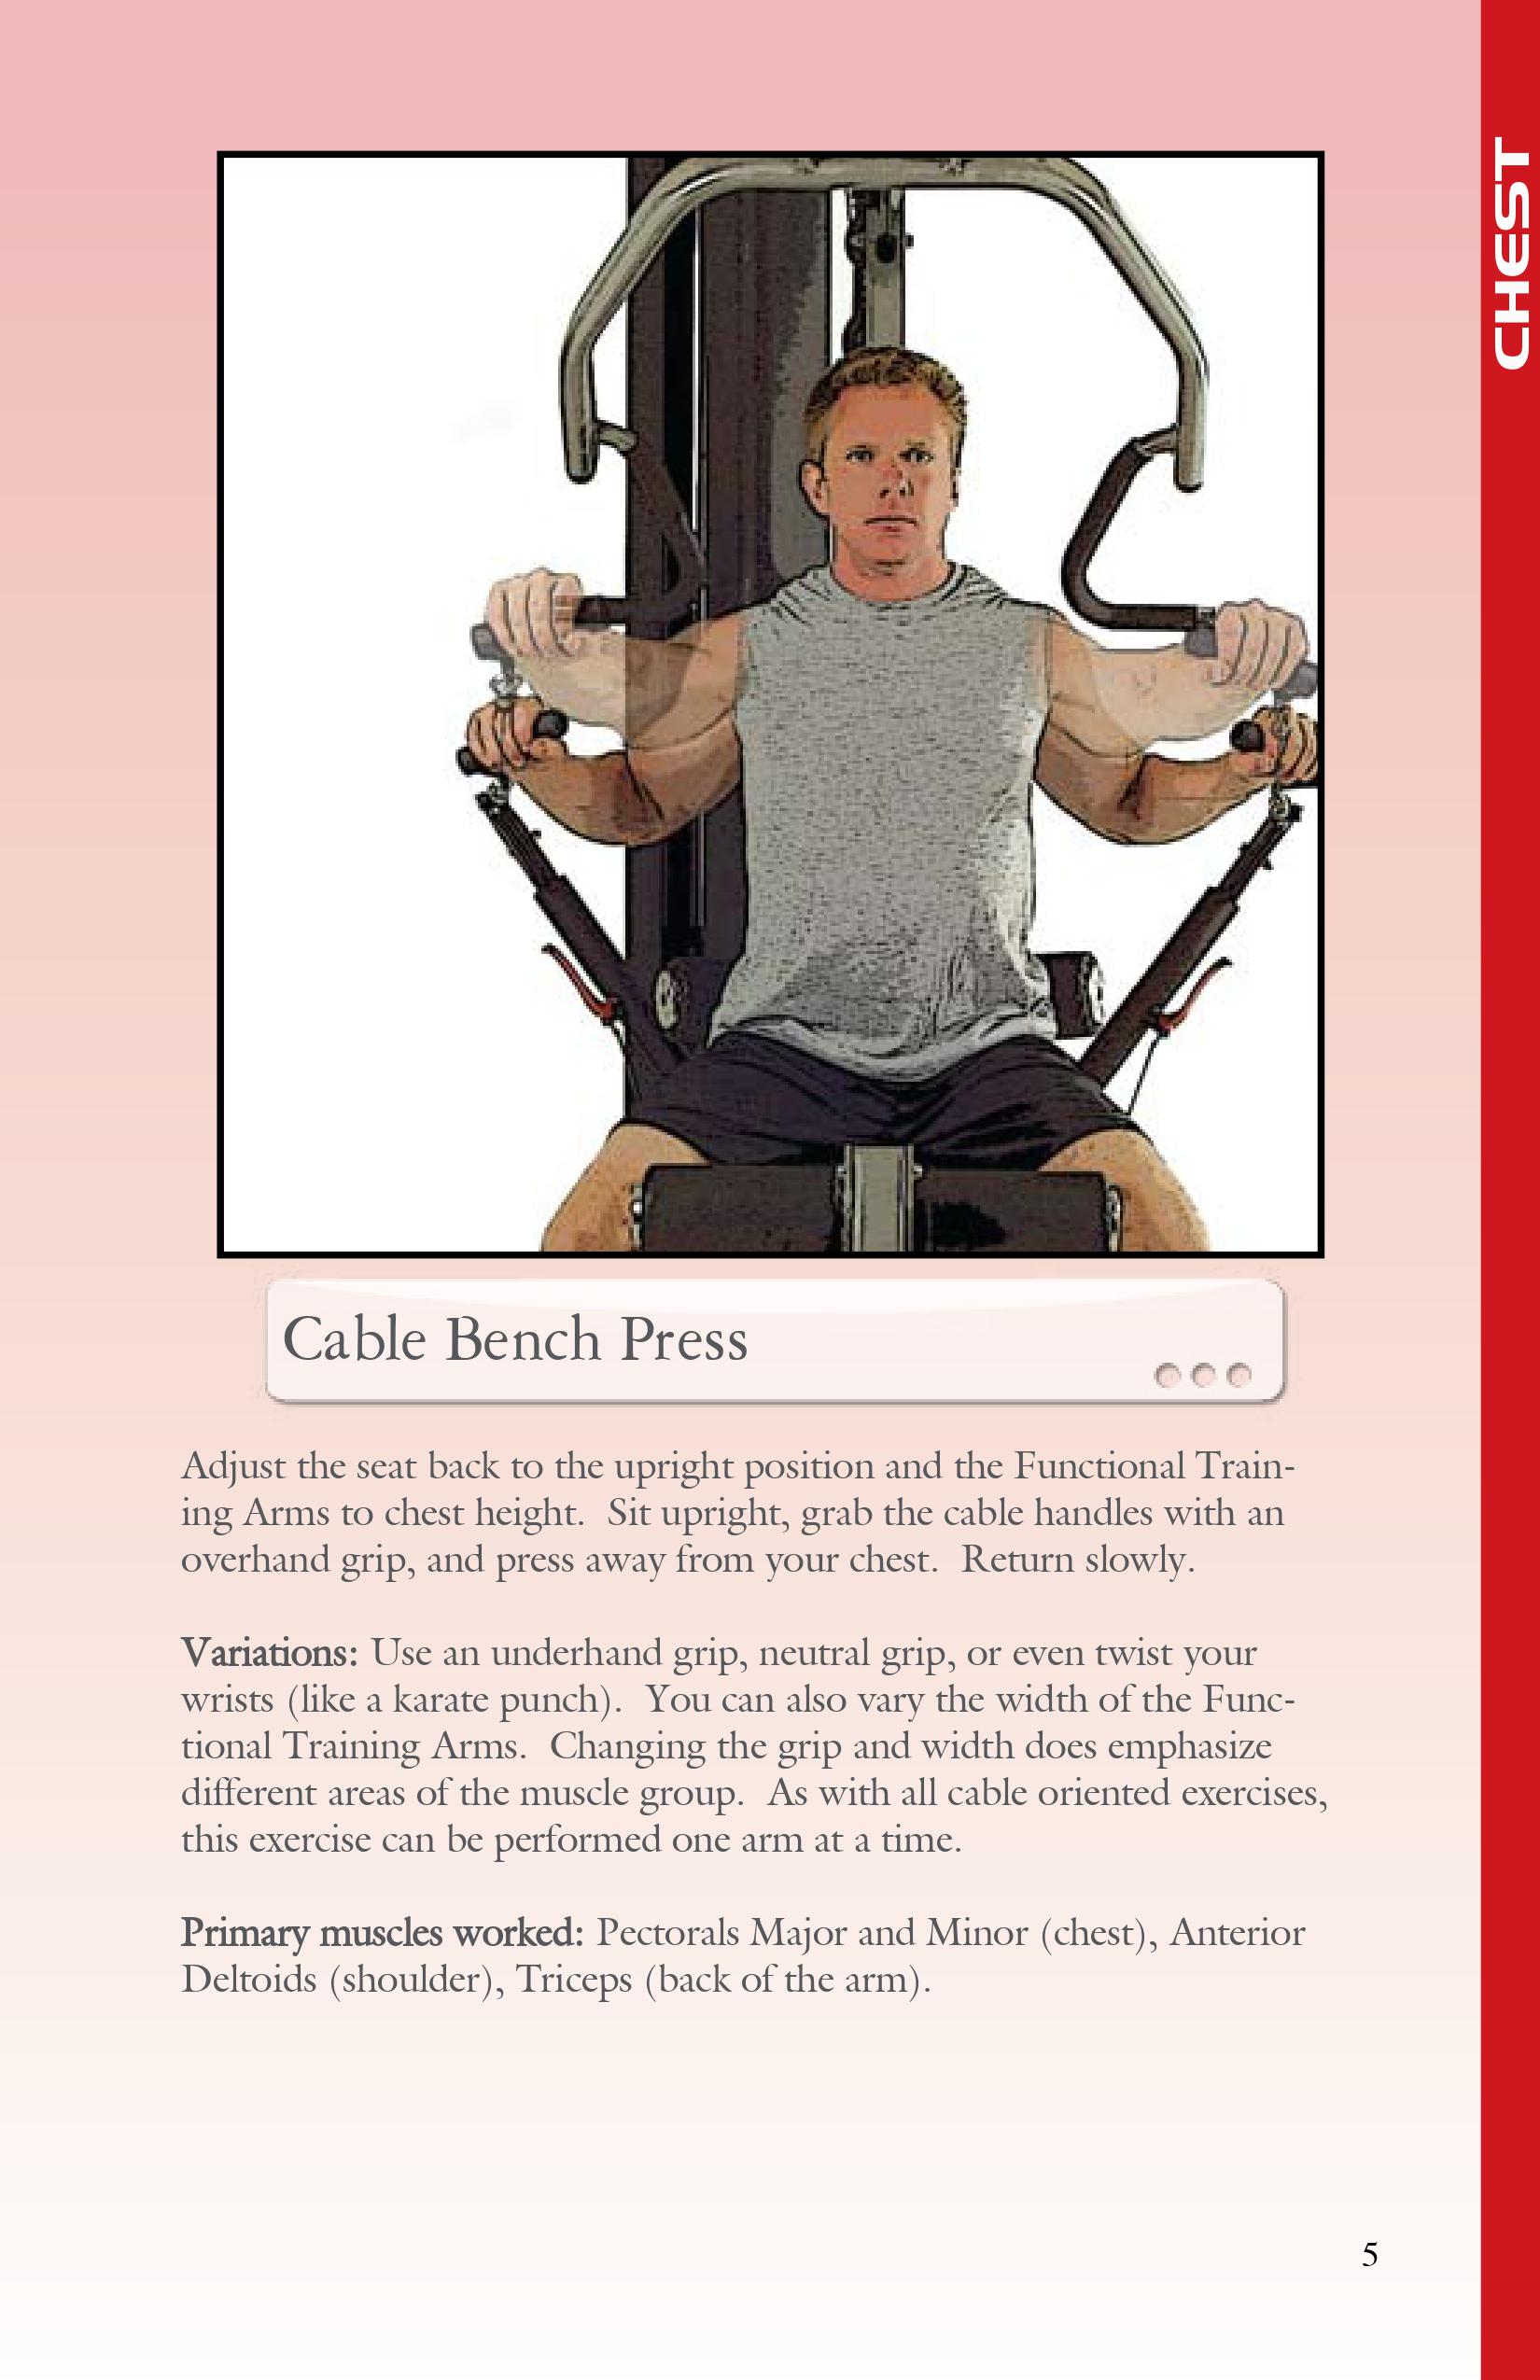 CHEST
Cable Bench Press
Adjust the seat back to the upright position and the Functional Train-
ing Arms to chest height.  Sit upright, grab the cable handles with an
overhand grip, and press away from your chest.  Return slowly.
Variations: Use an underhand grip, neutral grip, or even twist your
wrists (like a karate punch).  You can also vary the width of the Func-
tional Training Arms.  Changing the grip and width does emphasize
different areas of the muscle group.  As with all cable oriented exercises,
this exercise can be performed one arm at a time.
Primary muscles worked: Pectorals Major and Minor (chest), Anterior
Deltoids (shoulder), Triceps (back of the arm).
5